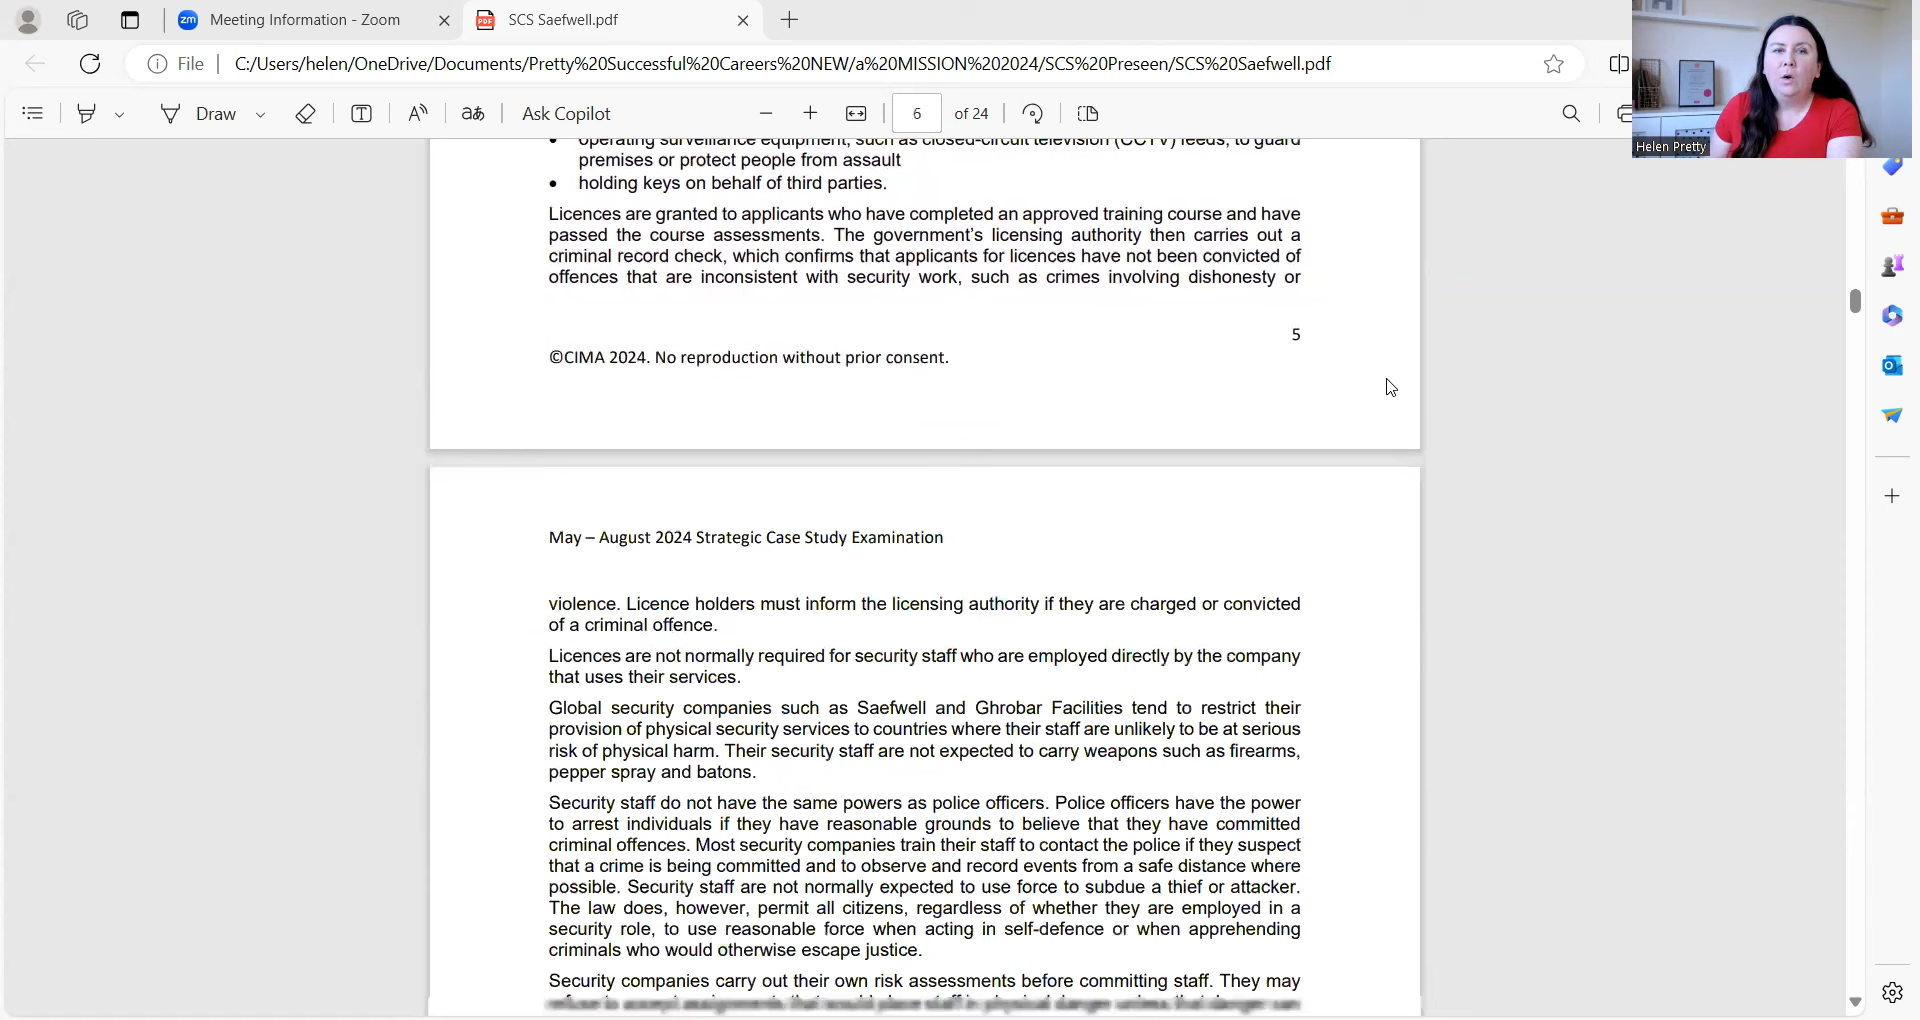 zm Meeting Information - Zoom
PDF SCS Saefwell.pdf
File C:/Users/helen/OneDrive/Documents/Pretty%20Successful%20Careers%20NEW/a%20MISSION%202024/SCS%20Preseen/SCS%20Saefwell.pdf
Draw T A aあ Ask Copilot 6 of 24
Helen Pretty
• operating surveillance equipment, such as closed-circuit television (CCTV) feeds, to guard
premises or protect people from assault
• holding keys on behalf of third parties.
Licences are granted to applicants who have completed an approved training course and have
passed the course assessments. The government's licensing authority then carries out a
criminal record check, which confirms that applicants for licences have not been convicted of
offences that are inconsistent with security work, such as crimes involving dishonesty or
5
©CIMA 2024. No reproduction without prior consent.
May – August 2024 Strategic Case Study Examination
violence. Licence holders must inform the licensing authority if they are charged or convicted
of a criminal offence.
Licences are not normally required for security staff who are employed directly by the company
that uses their services.
Global security companies such as Saefwell and Ghrobar Facilities tend to restrict their
provision of physical security services to countries where their staff are unlikely to be at serious
risk of physical harm. Their security staff are not expected to carry weapons such as firearms,
pepper spray and batons.
Security staff do not have the same powers as police officers. Police officers have the power
to arrest individuals if they have reasonable grounds to believe that they have committed
criminal offences. Most security companies train their staff to contact the police if they suspect
that a crime is being committed and to observe and record events from a safe distance where
possible. Security staff are not normally expected to use force to subdue a thief or attacker.
The law does, however, permit all citizens, regardless of whether they are employed in a
security role, to use reasonable force when acting in self-defence or when apprehending
criminals who would otherwise escape justice.
Security companies carry out their own risk assessments before committing staff. They may